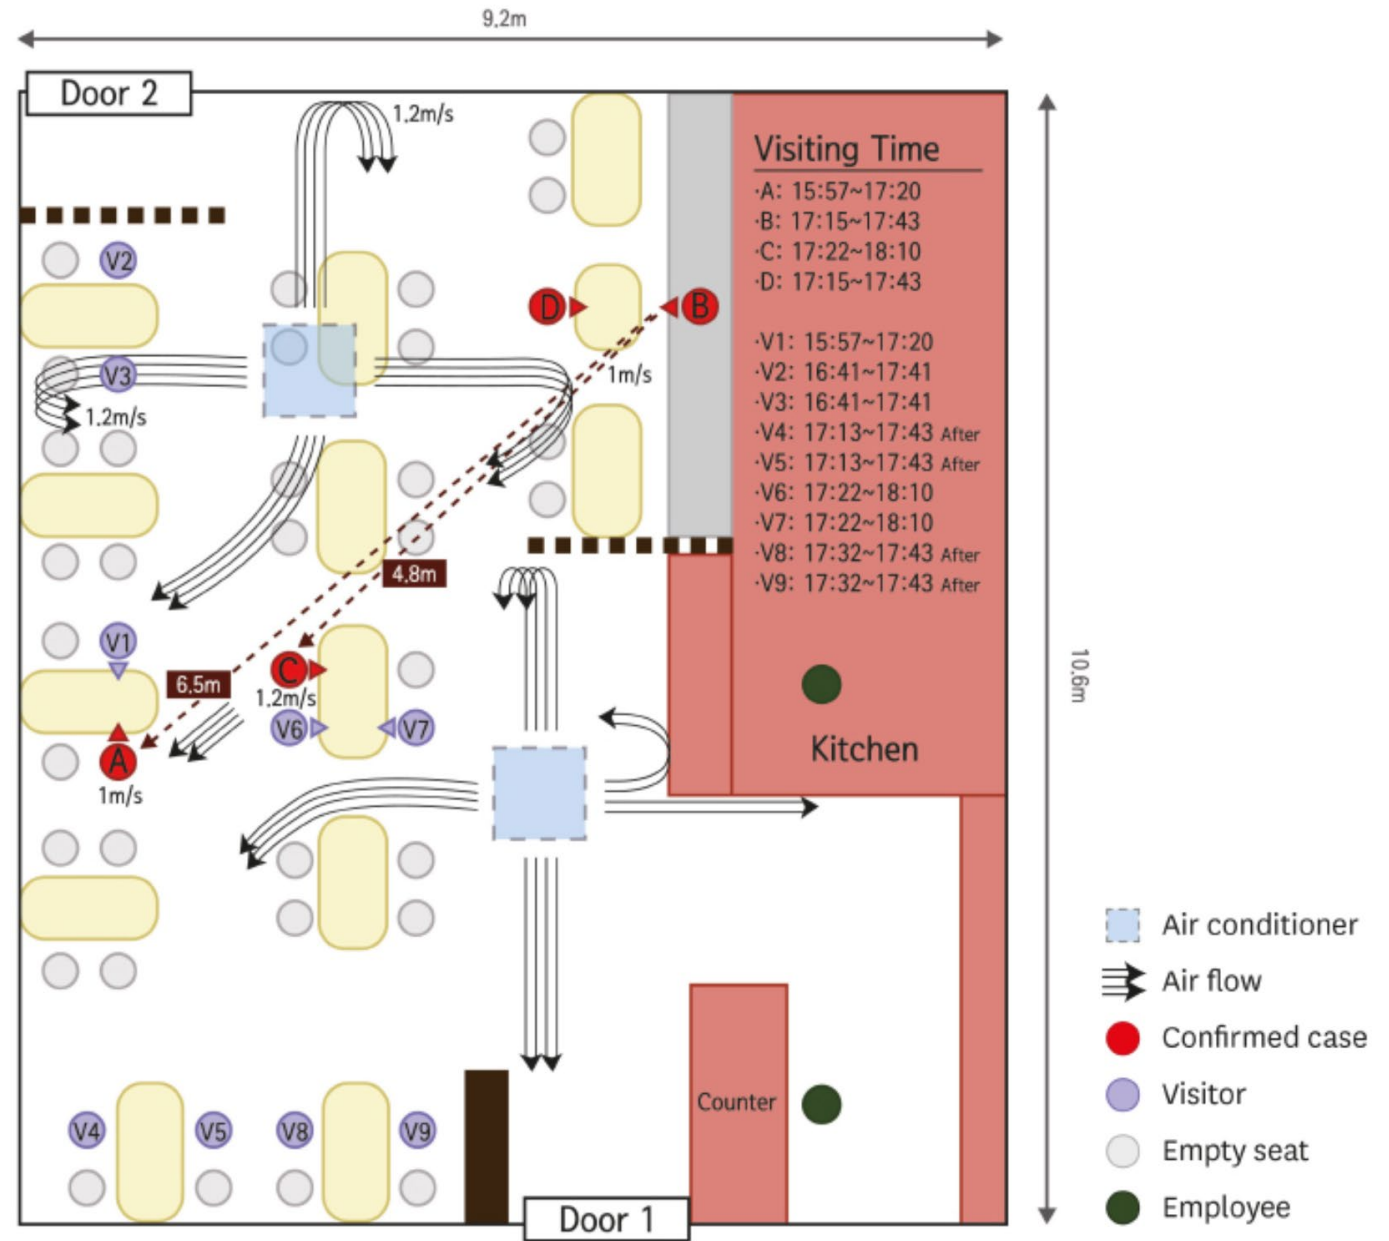 9.2m
Door 2
1.2m/s
Visiting Time
·A: 15:57~17:20
·B: 17:15~17:43
·C: 17:22~18:10
·D: 17:15~17:43
·V1: 15:57~17:20
·V2: 16:41~17:41
·V3: 16:41~17:41
·V4: 17:13~17:43 After
·V5: 17:13~17:43 After
·V6: 17:22~18:10
·V7: 17:22~18:10
·V8: 17:32~17:43 After
·V9: 17:32~17:43 After
V2
D
B
V3
1m/s
1.2m/s
4.8m
V1
6.5m
C
1.2m/s
V6
V7
A
1m/s
Kitchen
10.6m
Counter
V4
V5
V8
V9
Door 1
Air conditioner
Air flow
Confirmed case
Visitor
Empty seat
Employee